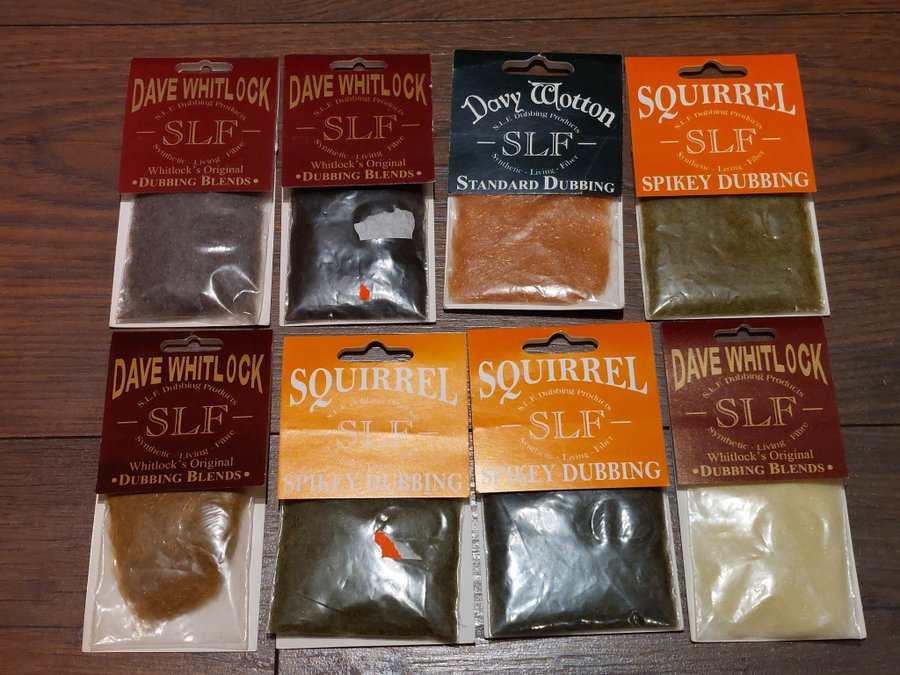 DAVE WHITLOCK
S.L.F Dubbing Products
SLF
Synthetic - Living - Fibre
Whitlock's Original
• DUBBING BLENDS •
DAVE WHITLOCK
S.L.F Dubbing Products
SLF
Synthetic - Living - Fibre
Whitlock's Original
• DUBBING BLENDS •
Davy Wotton
S.L.F Dubbing Products
SLF
Synthetic - Living - Fiber
STANDARD DUBBING
SQUIRREL
S.L.F Dubbing Products
SLF
Synthetic - Living - Fiber
SPIKEY DUBBING
DAVE WHITLOCK
S.L.F Dubbing Products
SLF
Synthetic - Living - Fibre
Whitlock's Original
• DUBBING BLENDS •
SQUIRREL
S.L.F Dubbing Products
SLF
SPIKEY DUBBING
SQUIRREL
S.L.F Dubbing Products
SLF
Synthetic - Living - Fiber
SPIKEY DUBBING
DAVE WHITLOCK
S.L.F Dubbing Products
SLF
Synthetic - Living - Fibre
Whitlock's Original
• DUBBING BLENDS •